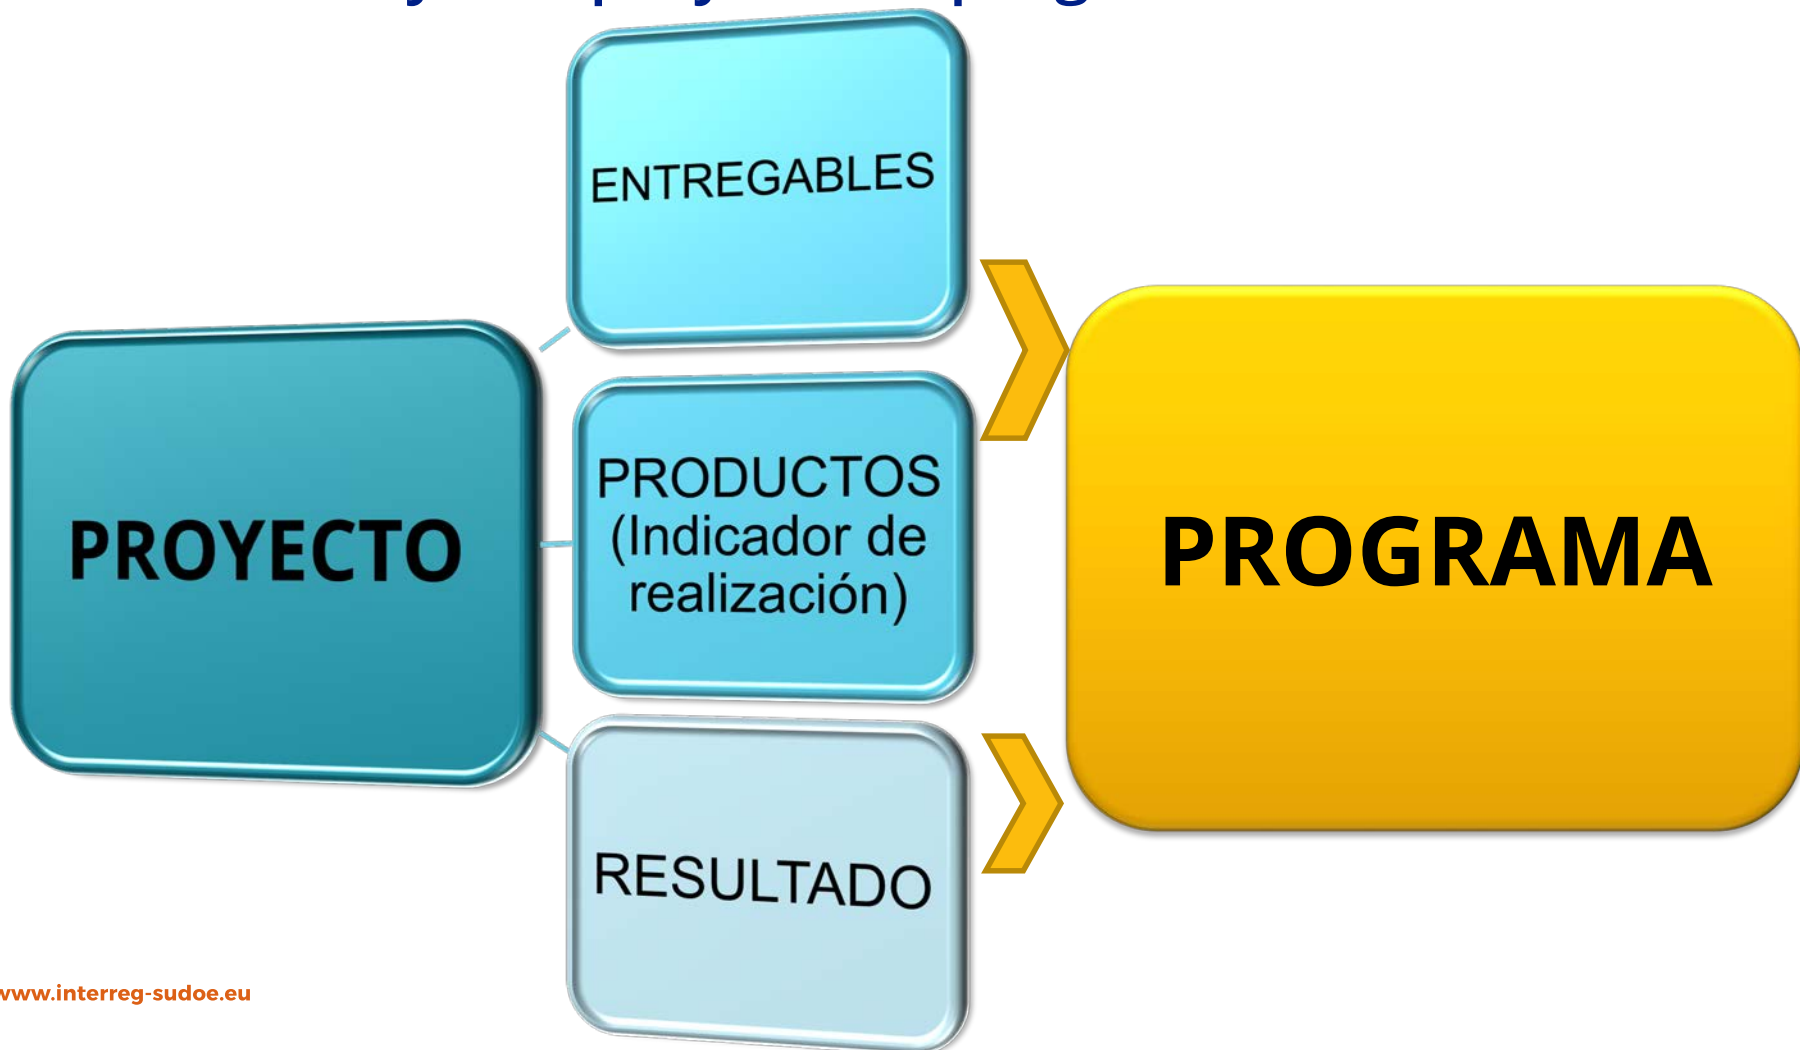 PROYECTO
ENTREGABLES
PRODUCTOS
(Indicador de
realización)
RESULTADO
PROGRAMA
www.interreg-sudoe.eu